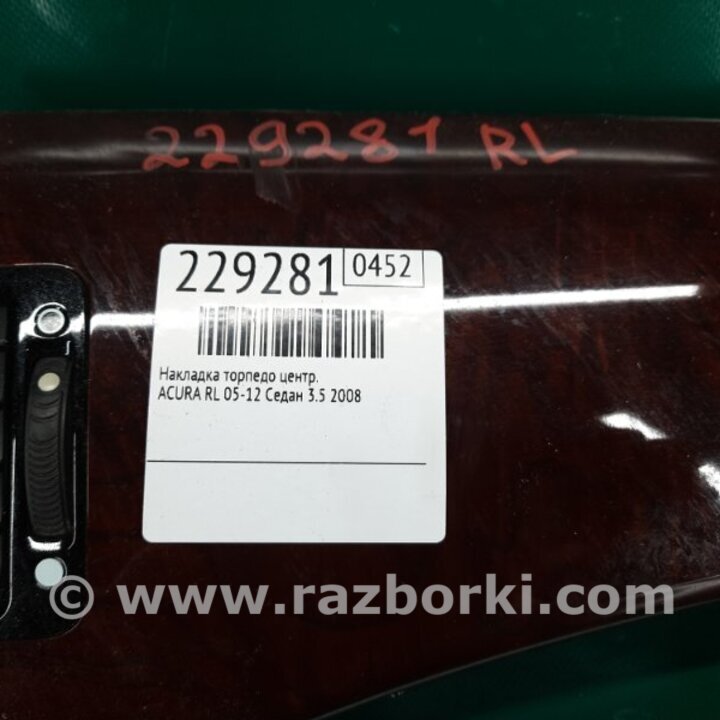 229281 RL
229281 0452
Накладка торпедо центр.
ACURA RL 05-12 Седан 3.5 2008
© www.razborki.com